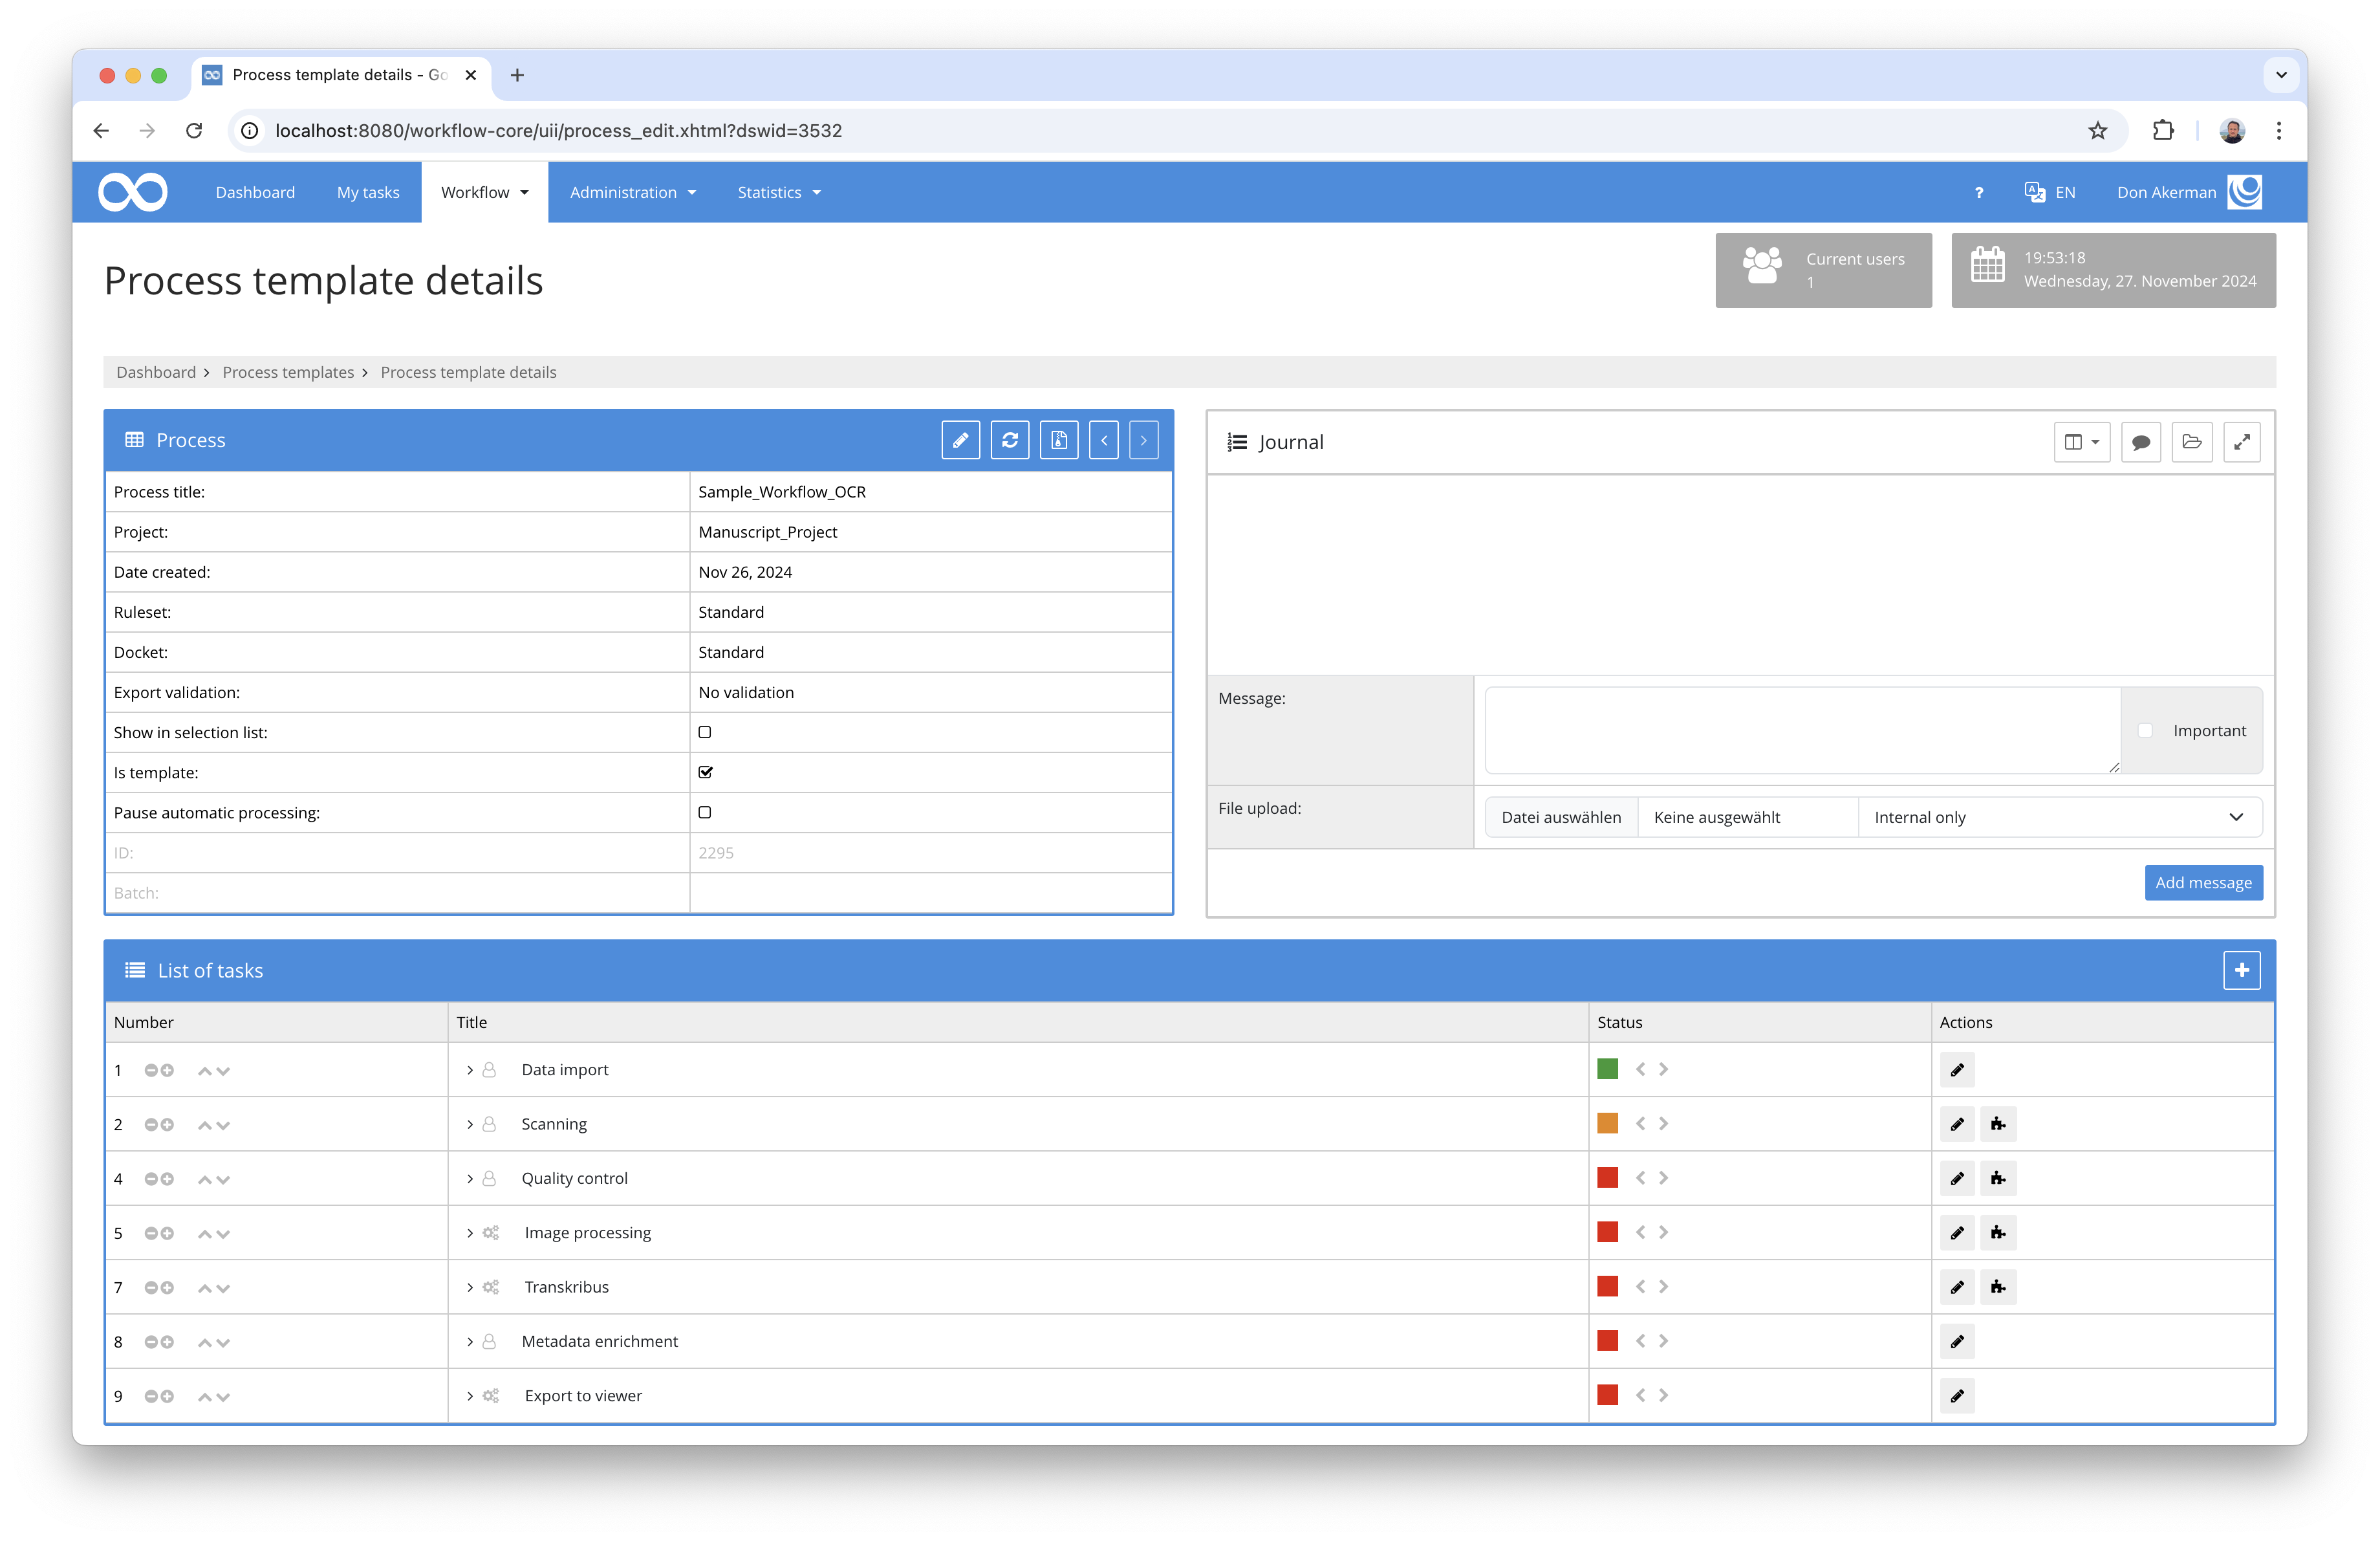 Process template details - Go
localhost:8080/workflow-core/uii/process_edit.xhtml?dswid=3532
Dashboard My tasks Workflow Administration Statistics ? EN Don Akerman
Process template details
Current users
1
19:53:18
Wednesday, 27. November 2024
Dashboard Process templates Process template details
Process
Process title: Sample_Workflow_OCR
Project: Manuscript_Project
Date created: Nov 26, 2024
Ruleset: Standard
Docket: Standard
Export validation: No validation
Show in selection list:
Is template:
Pause automatic processing:
ID: 2295
Batch:
Journal
Message:
Important
File upload: Datei auswählen Keine ausgewählt Internal only
Add message
List of tasks
Number Title Status Actions
1 Data import
2 Scanning
4 Quality control
5 Image processing
7 Transkribus
8 Metadata enrichment
9 Export to viewer